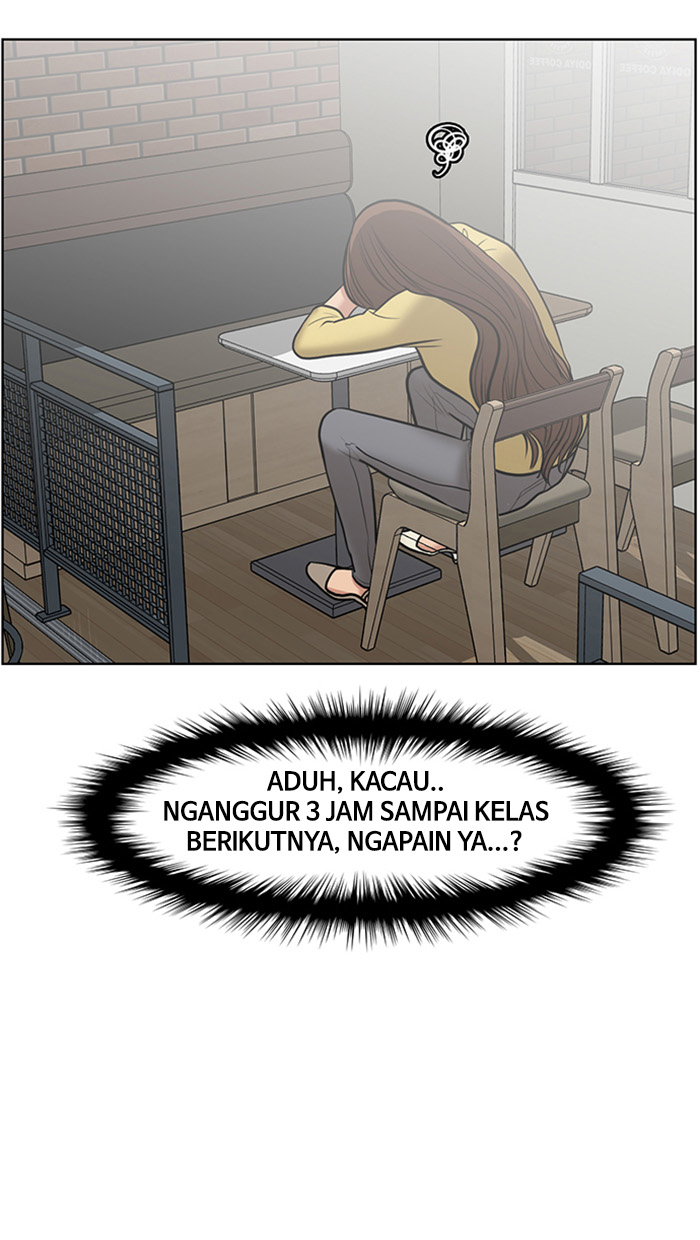 ADUH, KACAU..
NGANGGUR 3 JAM SAMPAI KELAS
BERIKUTNYA, NGAPAIN YA...?